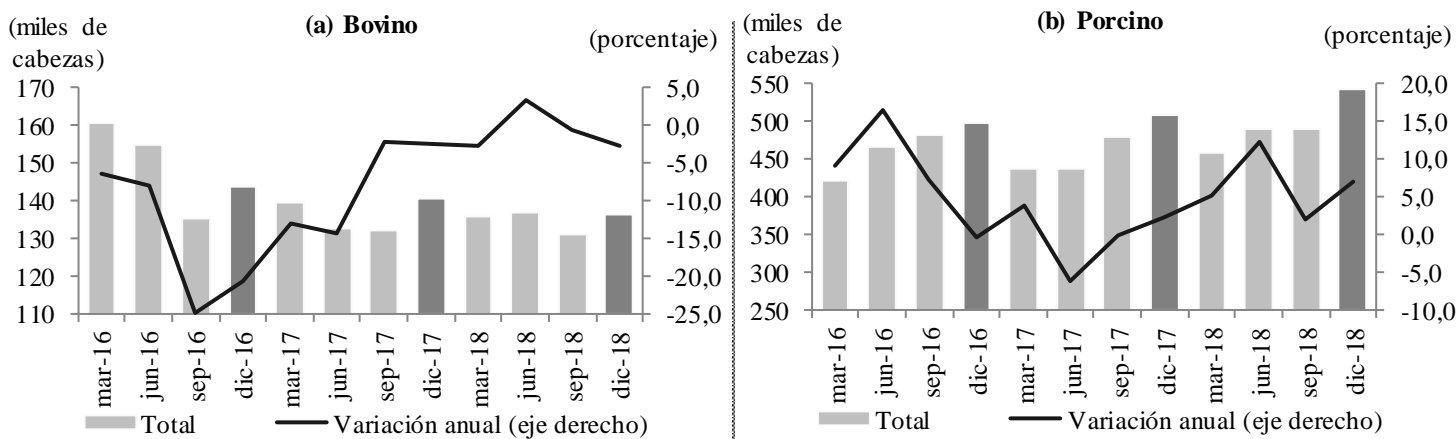 (miles de
cabezas)
(a) Bovino
(porcentaje)
170
160
150
140
130
120
110
5,0
0,0
-5,0
-10,0
-15,0
-20,0
-25,0
mar-16
jun-16
sep-16
dic-16
mar-17
jun-17
sep-17
dic-17
mar-18
jun-18
sep-18
dic-18
Total
Variación anual (eje derecho)
(miles de
cabezas)
(b) Porcino
(porcentaje)
550
500
450
400
350
300
250
20,0
15,0
10,0
5,0
0,0
-5,0
-10,0
mar-16
jun-16
sep-16
dic-16
mar-17
jun-17
sep-17
dic-17
mar-18
jun-18
sep-18
dic-18
Total
Variación anual (eje derecho)